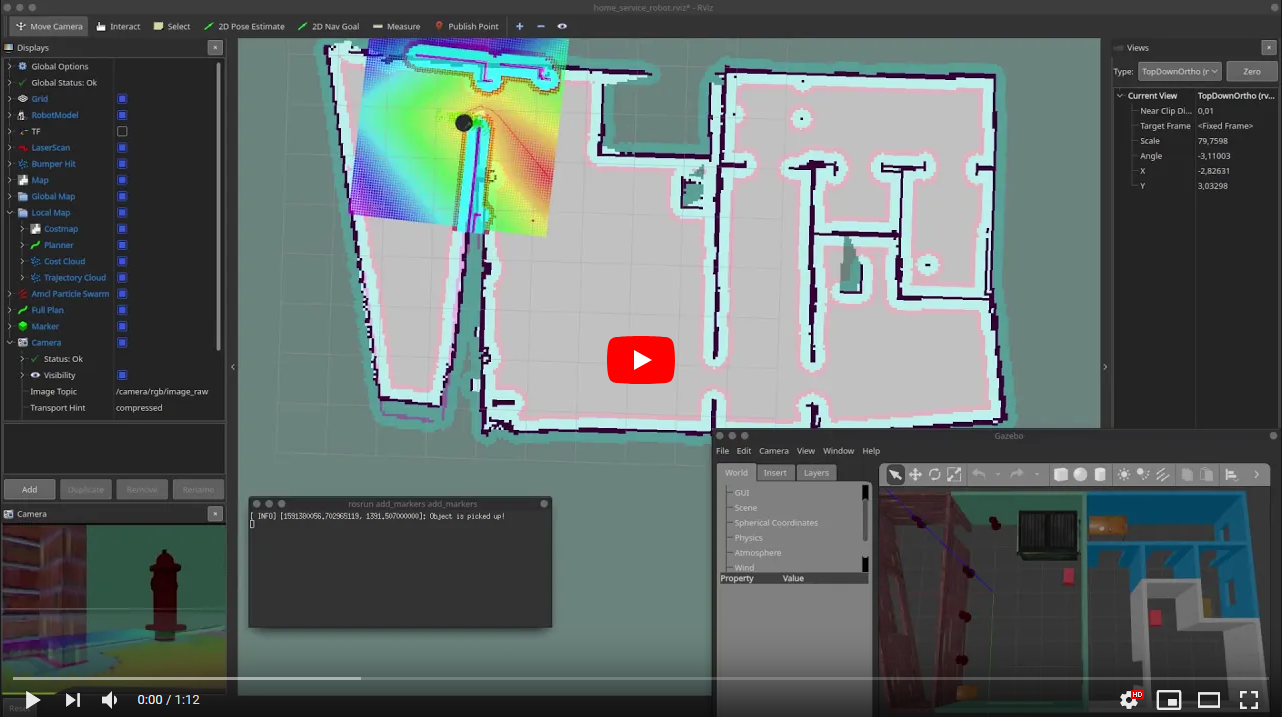 home_service_robot.rviz* - RViz
Move Camera Interact Select 2D Pose Estimate 2D Nav Goal Measure Publish Point
Displays
Global Options
Global Status: Ok
Grid
RobotModel
TF
LaserScan
Bumper Hit
Map
Global Map
Local Map
Costmap
Planner
Cost Cloud
Trajectory Cloud
Amcl Particle Swarm
Full Plan
Marker
Camera
Status: Ok
Visibility
Image Topic /camera/rgb/image_raw
Transport Hint compressed
Add Duplicate Remove Rename
Camera
Views
Type: TopDownOrtho (r Zero
Current View TopDownOrtho (rv...
Near Clip Di... 0,01
Target Frame <Fixed Frame>
Scale 79,7598
Angle -3,11003
X -2,82631
Y 3,03298
rosrun add_markers add_markers
[ INFO] [1591380056,702965119, 1391,507000000]: Object is picked up!
Gazebo
File Edit Camera View Window Help
World Insert Layers
GUI
Scene
Spherical Coordinates
Physics
Atmosphere
Wind
Property Value
0:00 / 1:12
HD